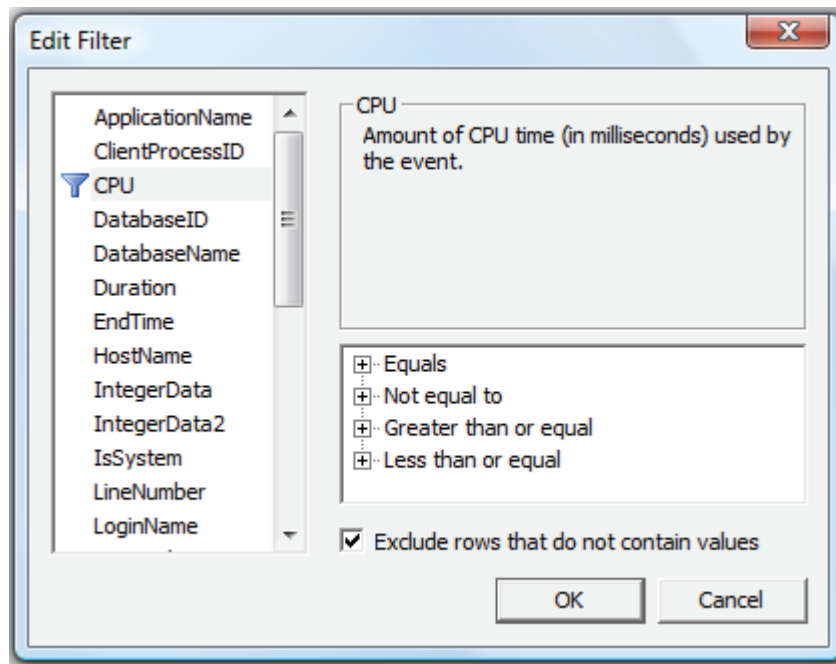 Edit Filter
ApplicationName
ClientProcessID
CPU
DatabaseID
DatabaseName
Duration
EndTime
HostName
IntegerData
IntegerData2
IsSystem
LineNumber
LoginName
CPU
Amount of CPU time (in milliseconds) used by
the event.
Equals
Not equal to
Greater than or equal
Less than or equal
Exclude rows that do not contain values
OK
Cancel